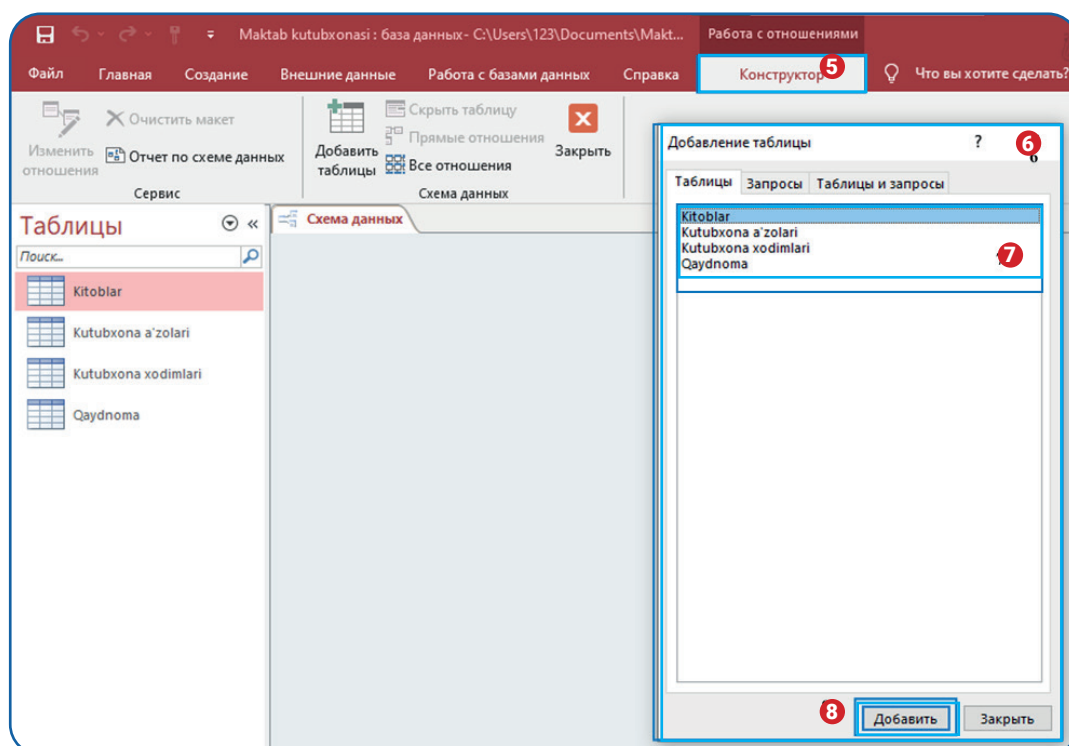 Maktab kutubxonasi : база данных- C:\Users\123\Documents\Makt... Работа с отношениями
Файл Главная Создание Внешние данные Работа с базами данных Справка Конструктор 5 Что вы хотите сделать?
Изменить отношения
Очистить макет
Отчет по схеме данных
Сервис
Добавить таблицы
Скрыть таблицу
Прямые отношения
Все отношения
Закрыть
Схема данных
Таблицы «
Поиск...
Kitoblar
Kutubxona a'zolari
Kutubxona xodimlari
Qaydnoma
Схема данных
Добавление таблицы ? 6
Таблицы Запросы Таблицы и запросы
Kitoblar
Kutubxona a'zolari
Kutubxona xodimlari
Qaydnoma
7
8 Добавить Закрыть